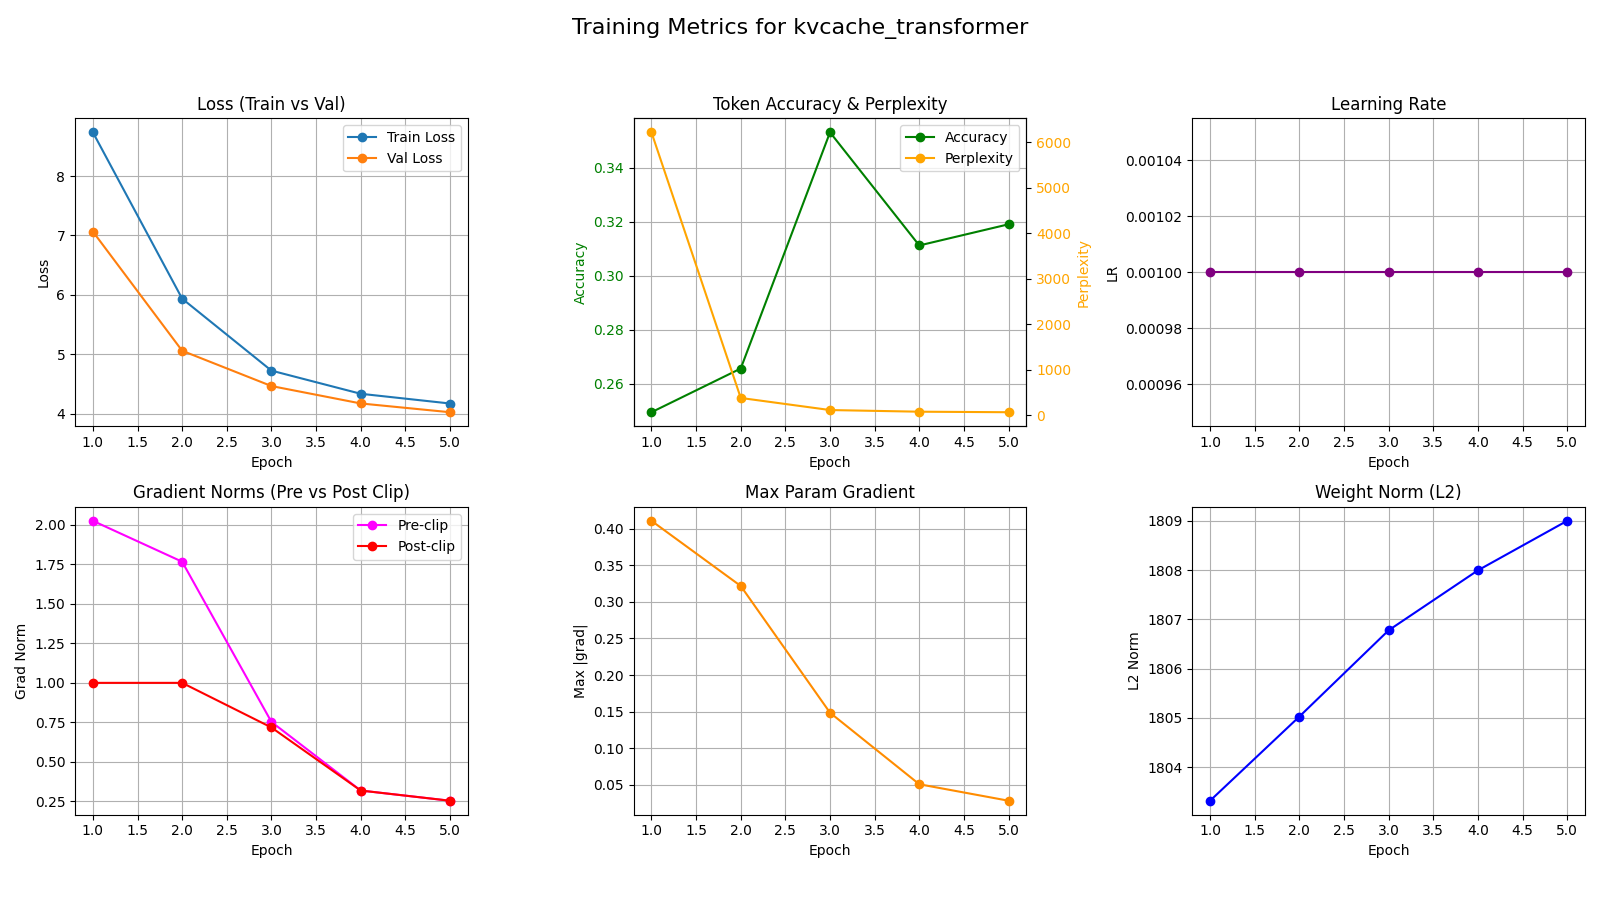 Training Metrics for kvcache_transformer
Loss (Train vs Val)
Train Loss
Val Loss
8
7
6
5
4
Loss
1.0 1.5 2.0 2.5 3.0 3.5 4.0 4.5 5.0
Epoch
Token Accuracy & Perplexity
Accuracy
Perplexity
0.34
0.32
0.30
0.28
0.26
Accuracy
6000
5000
4000
3000
2000
1000
0
Perplexity
1.0 1.5 2.0 2.5 3.0 3.5 4.0 4.5 5.0
Epoch
Learning Rate
0.00104
0.00102
0.00100
0.00098
0.00096
LR
1.0 1.5 2.0 2.5 3.0 3.5 4.0 4.5 5.0
Epoch
Gradient Norms (Pre vs Post Clip)
Pre-clip
Post-clip
2.00
1.75
1.50
1.25
1.00
0.75
0.50
0.25
Grad Norm
1.0 1.5 2.0 2.5 3.0 3.5 4.0 4.5 5.0
Epoch
Max Param Gradient
0.40
0.35
0.30
0.25
0.20
0.15
0.10
0.05
Max |grad|
1.0 1.5 2.0 2.5 3.0 3.5 4.0 4.5 5.0
Epoch
Weight Norm (L2)
1809
1808
1807
1806
1805
1804
L2 Norm
1.0 1.5 2.0 2.5 3.0 3.5 4.0 4.5 5.0
Epoch